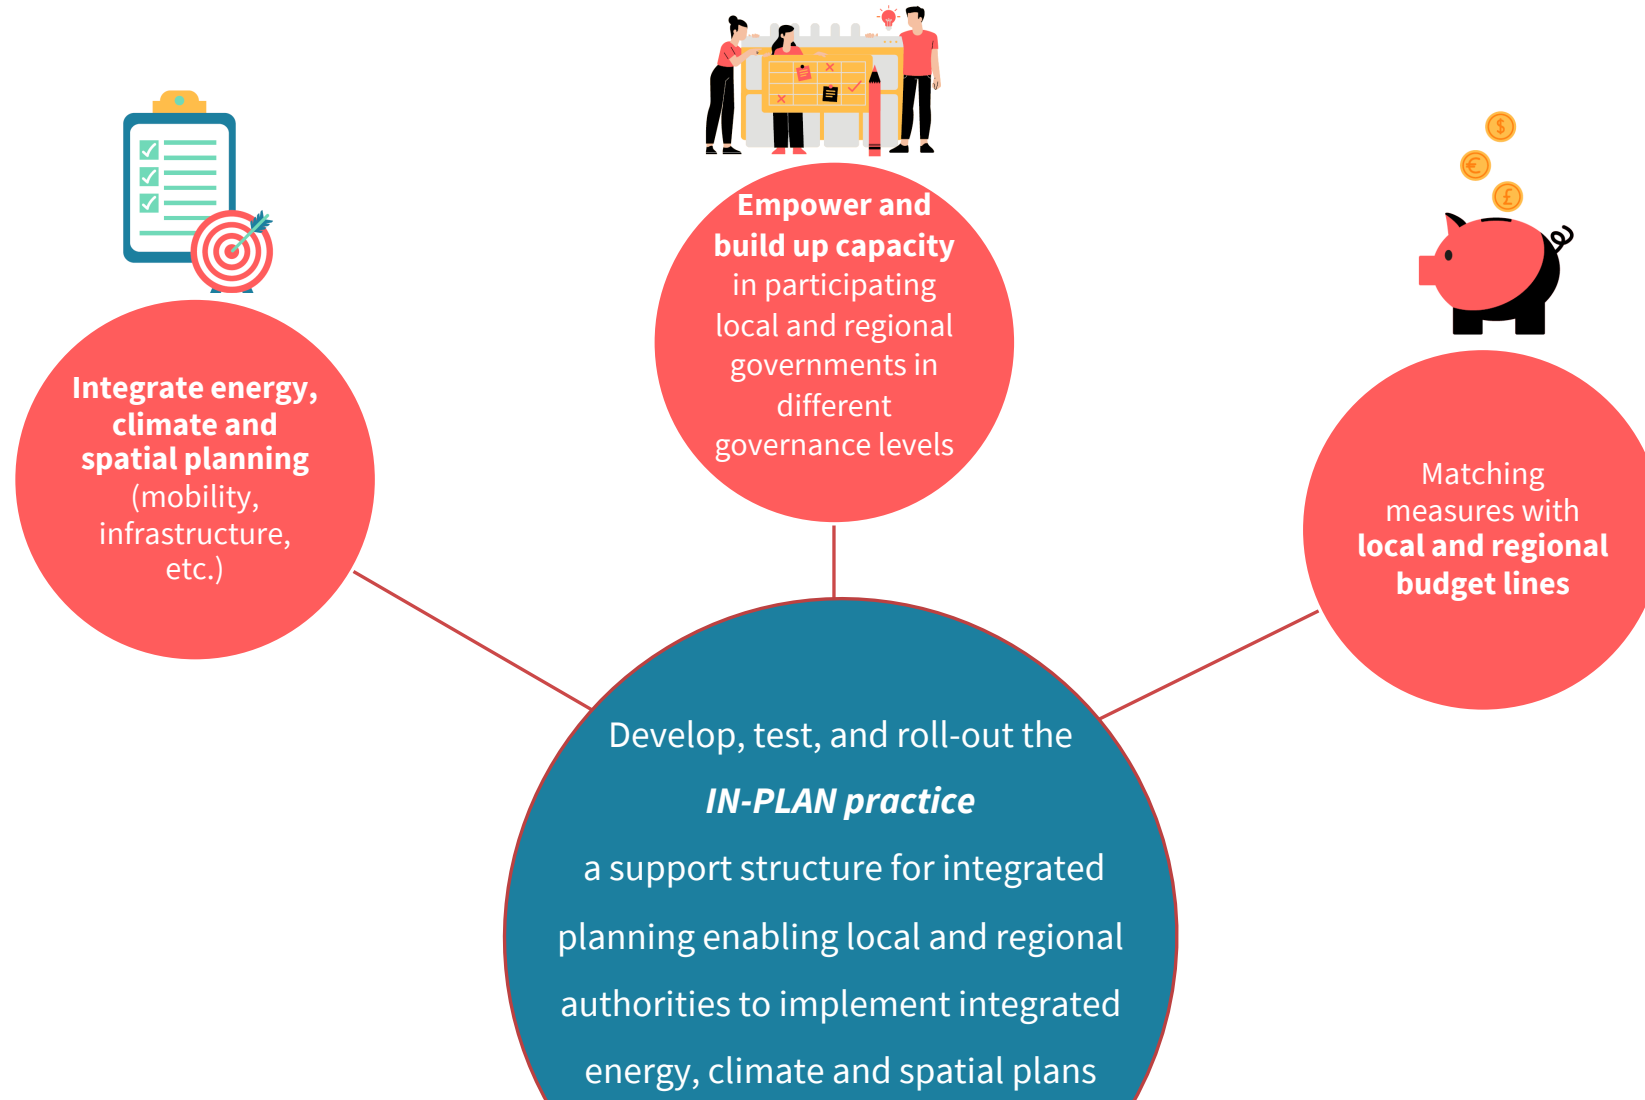 Integrate energy,
climate and
spatial planning
(mobility,
infrastructure,
etc.)
Empower and
build up capacity
in participating
local and regional
governments in
different
governance levels
Matching
measures with
local and regional
budget lines
Develop, test, and roll-out the
IN-PLAN practice
a support structure for integrated
planning enabling local and regional
authorities to implement integrated
energy, climate and spatial plans